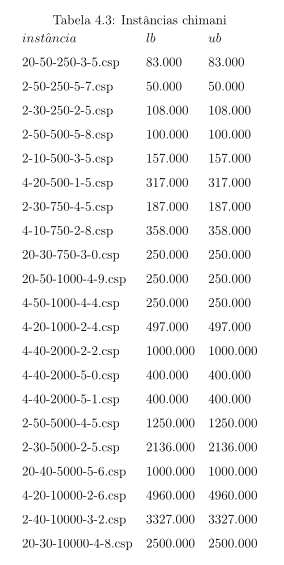 Tabela 4.3: Instâncias chimani
instância lb ub
20-50-250-3-5.csp 83.000 83.000
2-50-250-5-7.csp 50.000 50.000
2-30-250-2-5.csp 108.000 108.000
2-50-500-5-8.csp 100.000 100.000
2-10-500-3-5.csp 157.000 157.000
4-20-500-1-5.csp 317.000 317.000
2-30-750-4-5.csp 187.000 187.000
4-10-750-2-8.csp 358.000 358.000
20-30-750-3-0.csp 250.000 250.000
20-50-1000-4-9.csp 250.000 250.000
4-50-1000-4-4.csp 250.000 250.000
4-20-1000-2-4.csp 497.000 497.000
4-40-2000-2-2.csp 1000.000 1000.000
4-40-2000-5-0.csp 400.000 400.000
4-40-2000-5-1.csp 400.000 400.000
2-50-5000-4-5.csp 1250.000 1250.000
2-30-5000-2-5.csp 2136.000 2136.000
20-40-5000-5-6.csp 1000.000 1000.000
4-20-10000-2-6.csp 4960.000 4960.000
2-40-10000-3-2.csp 3327.000 3327.000
20-30-10000-4-8.csp 2500.000 2500.000